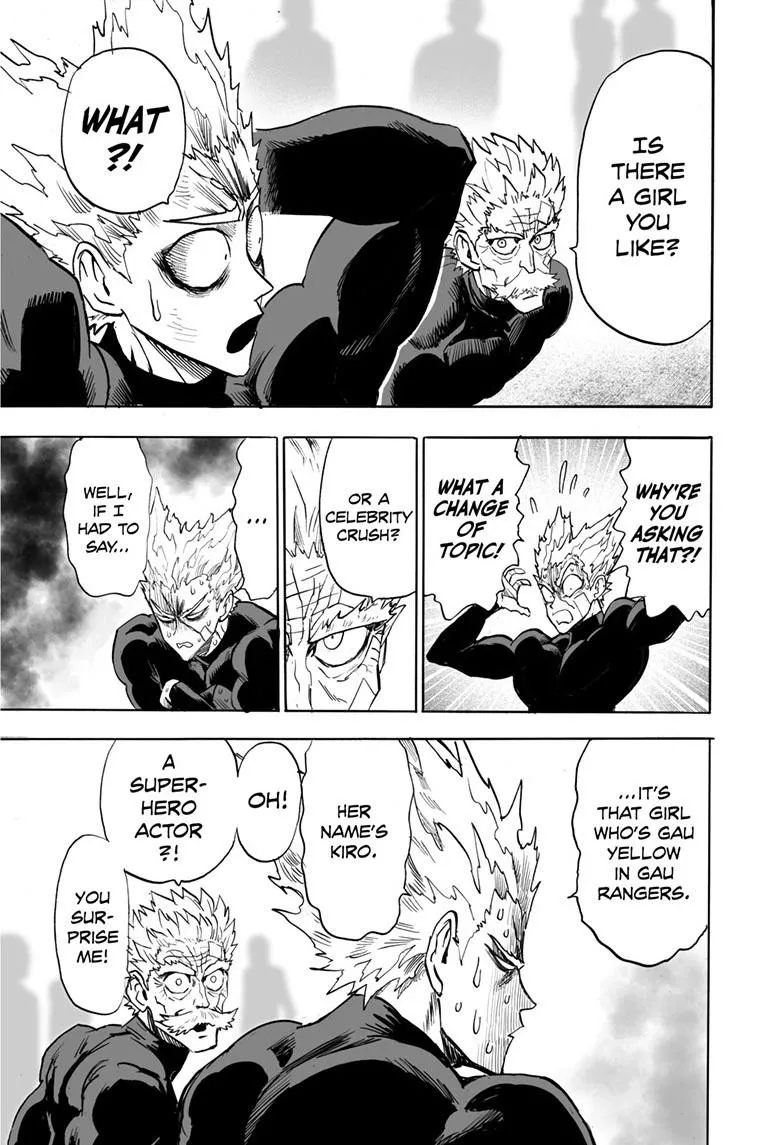 IS
THERE
A GIRL
YOU
LIKE?
WHAT
?!
WHY'RE
YOU
ASKING
THAT?!
WHAT A
CHANGE
OF
TOPIC!
OR A
CELEBRITY
CRUSH?
...
WELL,
IF I
HAD TO
SAY...
...IT'S
THAT GIRL
WHO'S GAU
YELLOW
IN GAU
RANGERS.
HER
NAME'S
KIRO.
OH!
A
SUPER-
HERO
ACTOR
?!
YOU
SUR-
PRISE
ME!